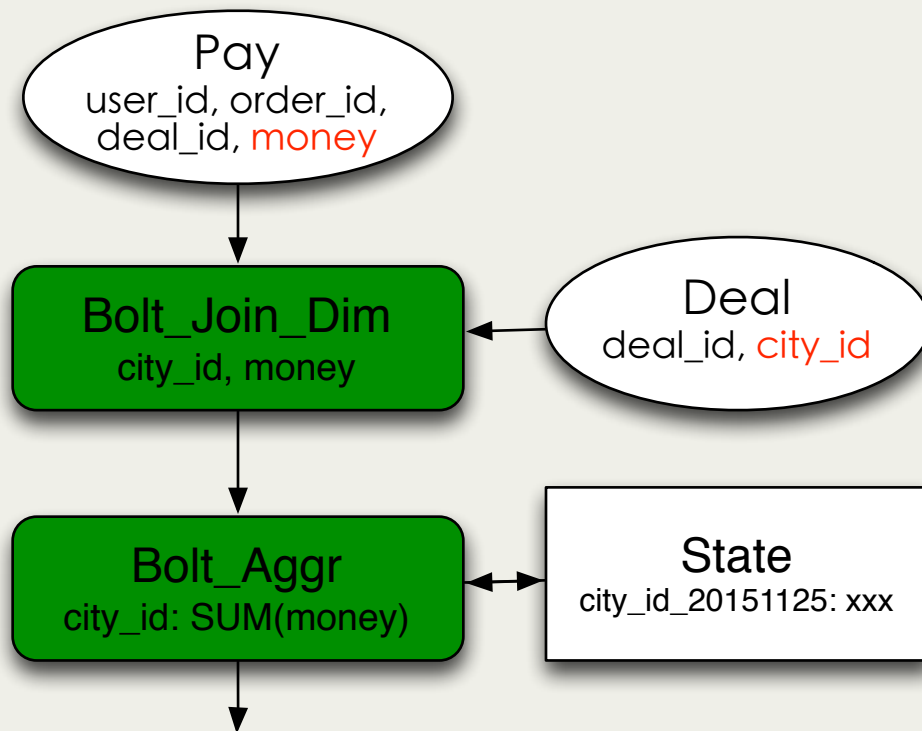 Pay
user_id, order_id,
deal_id, money
Bolt_Join_Dim
city_id, money
Deal
deal_id, city_id
Bolt_Aggr
city_id: SUM(money)
State
city_id_20151125: xxx